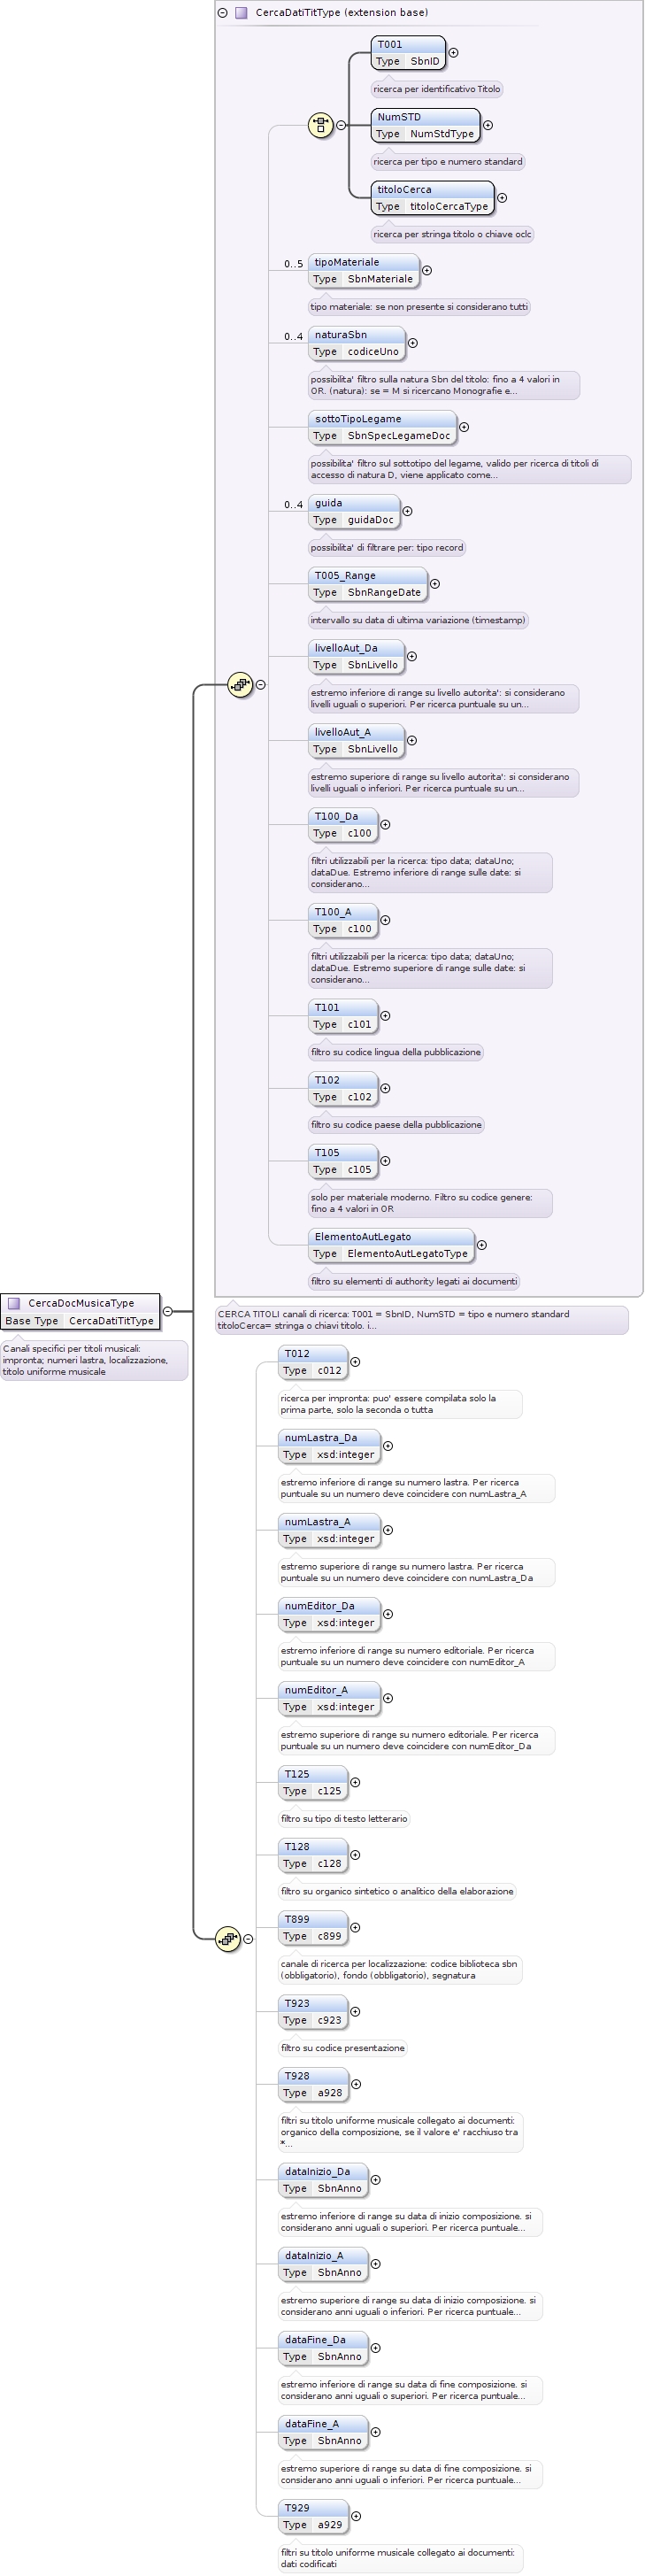 CercaDatiTitType (extension base)
T001
Type SbnID
ricerca per identificativo Titolo
NumSTD
Type NumStdType
ricerca per tipo e numero standard
titoloCerca
Type titoloCercaType
ricerca per stringa titolo o chiave oclc
0..5
tipoMateriale
Type SbnMateriale
tipo materiale: se non presente si considerano tutti
0..4
naturaSbn
Type codiceUno
possibilita' filtro sulla natura Sbn del titolo: fino a 4 valori in
OR. (natura): se = M si ricercano Monografie e...
sottoTipoLegame
Type SbnSpecLegameDoc
possibilita' filtro sul sottotipo del legame, valido per ricerca di titoli di
accesso di natura D, viene applicato come...
0..4
guida
Type guidaDoc
possibilita' di filtrare per: tipo record
T005_Range
Type SbnRangeDate
intervallo su data di ultima variazione (timestamp)
livelloAut_Da
Type SbnLivello
estremo inferiore di range su livello autorita': si considerano
livelli uguali o superiori. Per ricerca puntuale su un...
livelloAut_A
Type SbnLivello
estremo superiore di range su livello autorita': si considerano
livelli uguali o inferiori. Per ricerca puntuale su un...
T100_Da
Type c100
filtri utilizzabili per la ricerca: tipo data; dataUno;
dataDue. Estremo inferiore di range sulle date: si
considerano...
T100_A
Type c100
filtri utilizzabili per la ricerca: tipo data; dataUno;
dataDue. Estremo superiore di range sulle date: si
considerano...
T101
Type c101
filtro su codice lingua della pubblicazione
T102
Type c102
filtro su codice paese della pubblicazione
T105
Type c105
solo per materiale moderno. Filtro su codice genere:
fino a 4 valori in OR
ElementoAutLegato
Type ElementoAutLegatoType
filtro su elementi di authority legati ai documenti
CercaDocMusicaType
Base Type CercaDatiTitType
Canali specifici per titoli musicali:
impronta; numeri lastra, localizzazione,
titolo uniforme musicale
CERCA TITOLI canali di ricerca: T001 = SbnID, NumSTD = tipo e numero standard
titoloCerca= stringa o chiavi titolo. i...
T012
Type c012
ricerca per impronta: puo' essere compilata solo la
prima parte, solo la seconda o tutta
numLastra_Da
Type xsd:integer
estremo inferiore di range su numero lastra. Per ricerca
puntuale su un numero deve coincidere con numLastra_A
numLastra_A
Type xsd:integer
estremo superiore di range su numero lastra. Per ricerca
puntuale su un numero deve coincidere con numLastra_Da
numEditor_Da
Type xsd:integer
estremo inferiore di range su numero editoriale. Per ricerca
puntuale su un numero deve coincidere con numEditor_A
numEditor_A
Type xsd:integer
estremo superiore di range su numero editoriale. Per ricerca
puntuale su un numero deve coincidere con numEditor_Da
T125
Type c125
filtro su tipo di testo letterario
T128
Type c128
filtro su organico sintetico o analitico della elaborazione
T899
Type c899
canale di ricerca per localizzazione: codice biblioteca sbn
(obbligatorio), fondo (obbligatorio), segnatura
T923
Type c923
filtro su codice presentazione
T928
Type a928
filtri su titolo uniforme musicale collegato ai documenti:
organico della composizione, se il valore e' racchiuso tra
*...
dataInizio_Da
Type SbnAnno
estremo inferiore di range su data di inizio composizione. si
considerano anni uguali o superiori. Per ricerca puntuale...
dataInizio_A
Type SbnAnno
estremo superiore di range su data di inizio composizione. si
considerano anni uguali o inferiori. Per ricerca puntuale...
dataFine_Da
Type SbnAnno
estremo inferiore di range su data di fine composizione. si
considerano anni uguali o superiori. Per ricerca puntuale...
dataFine_A
Type SbnAnno
estremo superiore di range su data di fine composizione. si
considerano anni uguali o inferiori. Per ricerca puntuale...
T929
Type a929
filtri su titolo uniforme musicale collegato ai documenti:
dati codificati